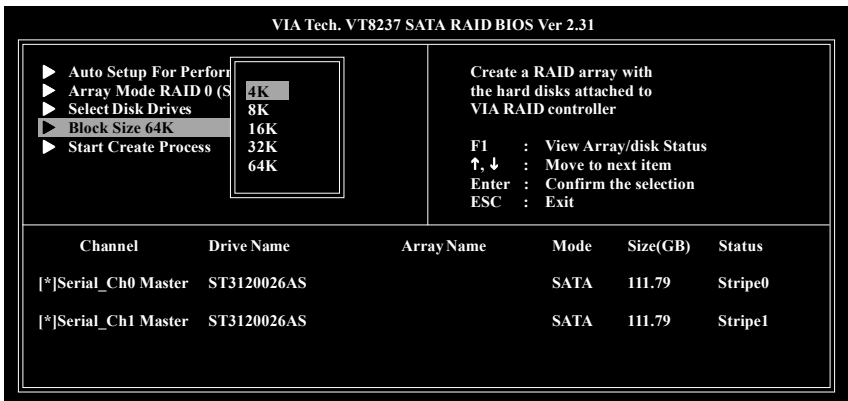 VIA Tech. VT8237 SATA RAID BIOS Ver 2.31
Auto Setup For Perforr
Array Mode RAID 0 (S
Select Disk Drives
Block Size 64K
Start Create Process
4K
8K
16K
32K
64K
Create a RAID array with
the hard disks attached to
VIA RAID controller
F1 : View Array/disk Status
↑, ↓ : Move to next item
Enter : Confirm the selection
ESC : Exit
Channel Drive Name Array Name Mode Size(GB) Status
[*]Serial_Ch0 Master ST3120026AS SATA 111.79 Stripe0
[*]Serial_Ch1 Master ST3120026AS SATA 111.79 Stripe1